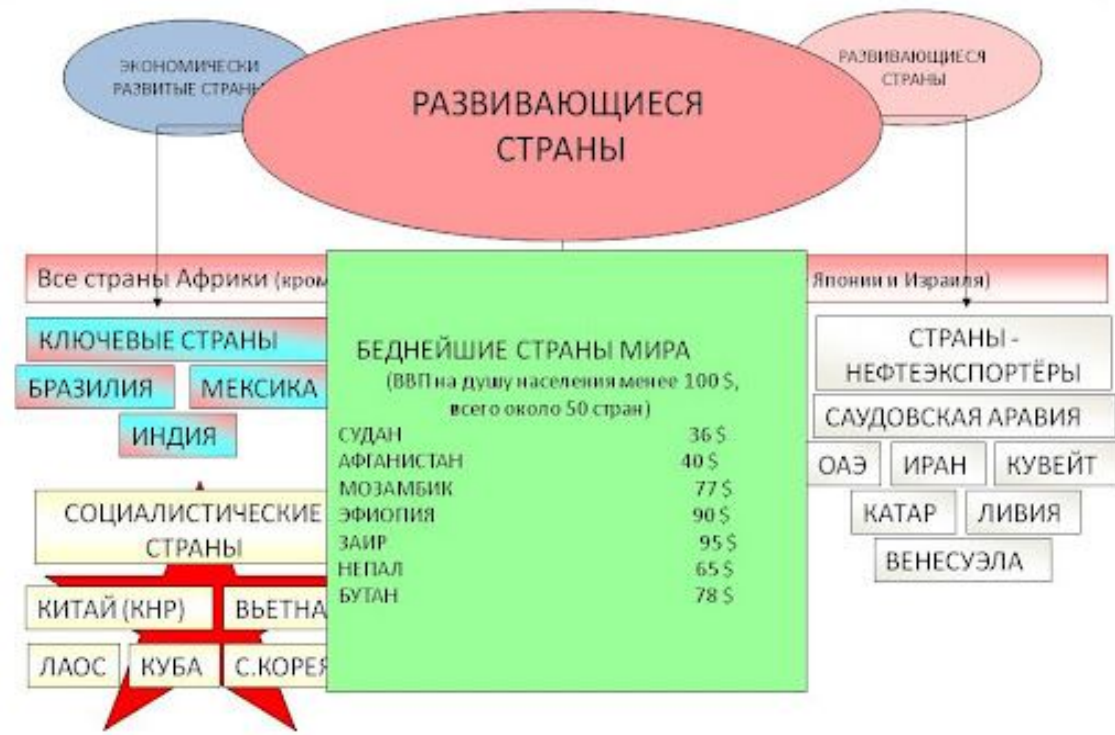 ЭКОНОМИЧЕСКИ
РАЗВИТЫЕ СТРАНЫ
РАЗВИВАЮЩИЕСЯ
СТРАНЫ
РАЗВИВАЮЩИЕСЯ
СТРАНЫ
Все страны Африки (кром
Японии и Израиля)
КЛЮЧЕВЫЕ СТРАНЫ
БРАЗИЛИЯ
МЕКСИКА
ИНДИЯ
СОЦИАЛИСТИЧЕСКИЕ
СТРАНЫ
КИТАЙ (КНР)
ВЬЕТНА
ЛАОС
КУБА
С.КОРЕЯ
БЕДНЕЙШИЕ СТРАНЫ МИРА
(ВВП на душу населения менее 100 $,
всего около 50 стран)
СУДАН 36 $
АФГАНИСТАН 40 $
МОЗАМБИК 77 $
ЭФИОПИЯ 90 $
ЗАИР 95 $
НЕПАЛ 65 $
БУТАН 78 $
СТРАНЫ -
НЕФТЕЭКСПОРТЁРЫ
САУДОВСКАЯ АРАВИЯ
ОАЭ
ИРАН
КУВЕЙТ
КАТАР
ЛИВИЯ
ВЕНЕСУЭЛА